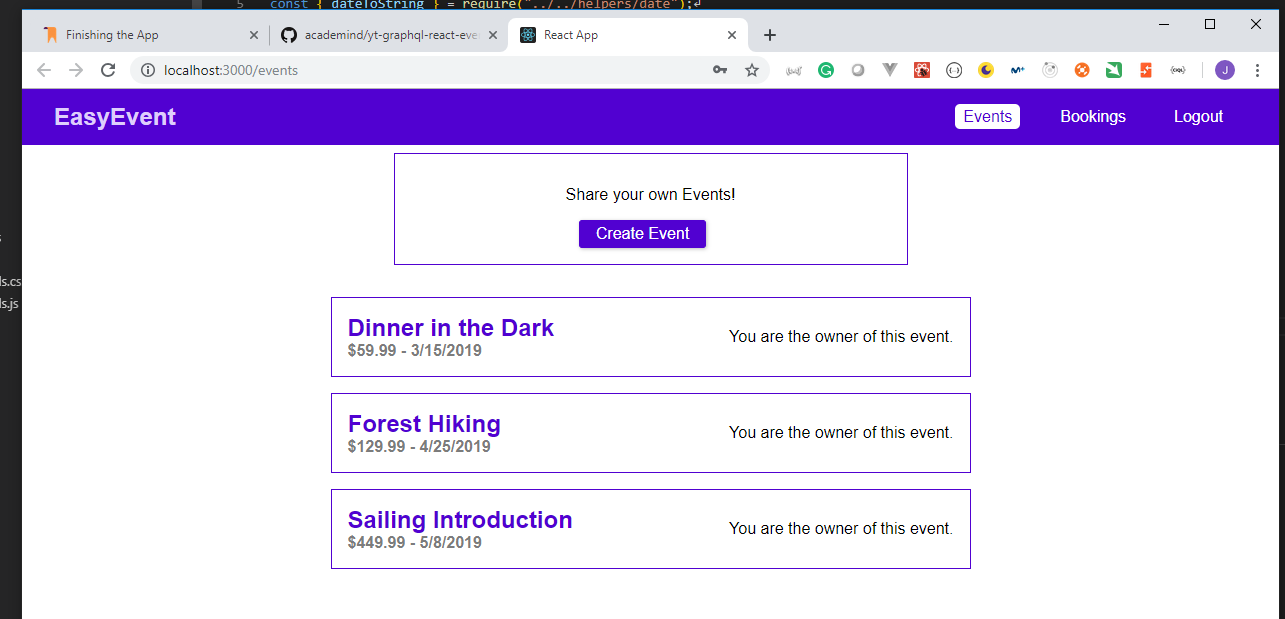 5 const { dateToString } = require("../../helpers/date");
Finishing the App
academind/yt-graphql-react-eve
React App
localhost:3000/events
J
EasyEvent
Events
Bookings
Logout
Share your own Events!
Create Event
ls.cs
ls.js
Dinner in the Dark
$59.99 - 3/15/2019
You are the owner of this event.
Forest Hiking
$129.99 - 4/25/2019
You are the owner of this event.
Sailing Introduction
$449.99 - 5/8/2019
You are the owner of this event.